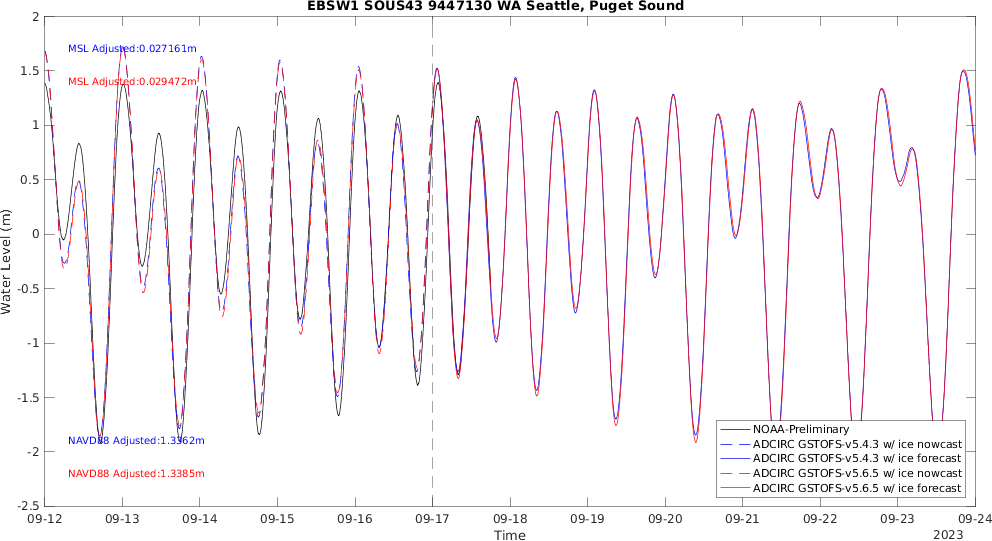 EBSW1 SOUS43 9447130 WA Seattle, Puget Sound
2
1.5
1
0.5
0
-0.5
-1
-1.5
-2
-2.5
Water Level (m)
MSL Adjusted:0.027161m
MSL Adjusted:0.029472m
NAVD88 Adjusted:1.3362m
NAVD88 Adjusted:1.3385m
NOAA-Preliminary
ADCIRC GSTOFS-v5.4.3 w/ ice nowcast
ADCIRC GSTOFS-v5.4.3 w/ ice forecast
ADCIRC GSTOFS-v5.6.5 w/ ice nowcast
ADCIRC GSTOFS-v5.6.5 w/ ice forecast
09-12 09-13 09-14 09-15 09-16 09-17 09-18 09-19 09-20 09-21 09-22 09-23 09-24
Time
2023